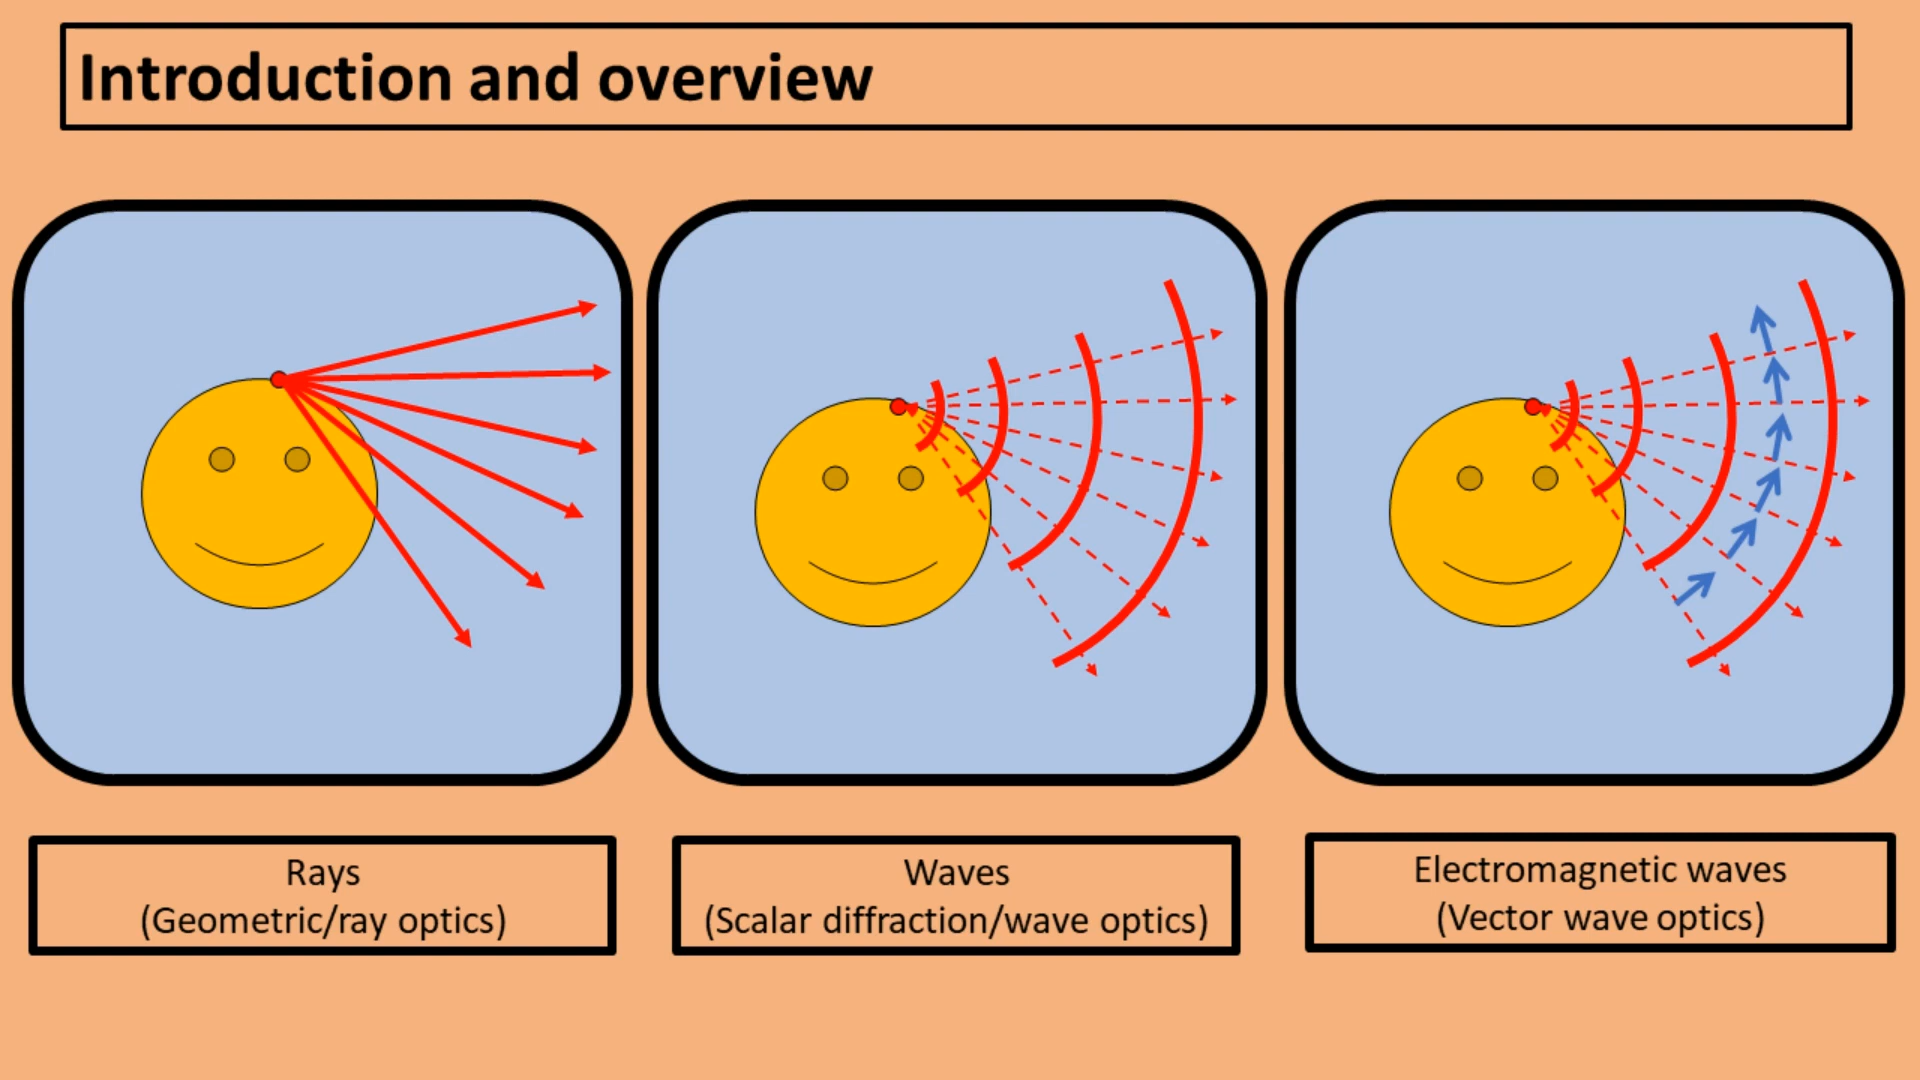 Introduction and overview
Rays
(Geometric/ray optics)
Waves
(Scalar diffraction/wave optics)
Electromagnetic waves
(Vector wave optics)